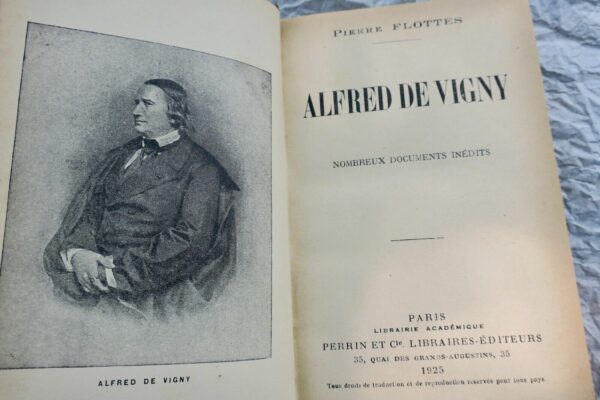 ALFRED DE VIGNY
PIERRE FLOTTES
ALFRED DE VIGNY
NOMBREUX DOCUMENTS INÉDITS
PARIS
LIBRAIRIE ACADÉMIQUE
PERRIN ET Cie, LIBRAIRES-ÉDITEURS
35, QUAI DES GRANDS-AUGUSTINS, 35
1925
Tous droits de traduction et de reproduction réservés pour tous pays.